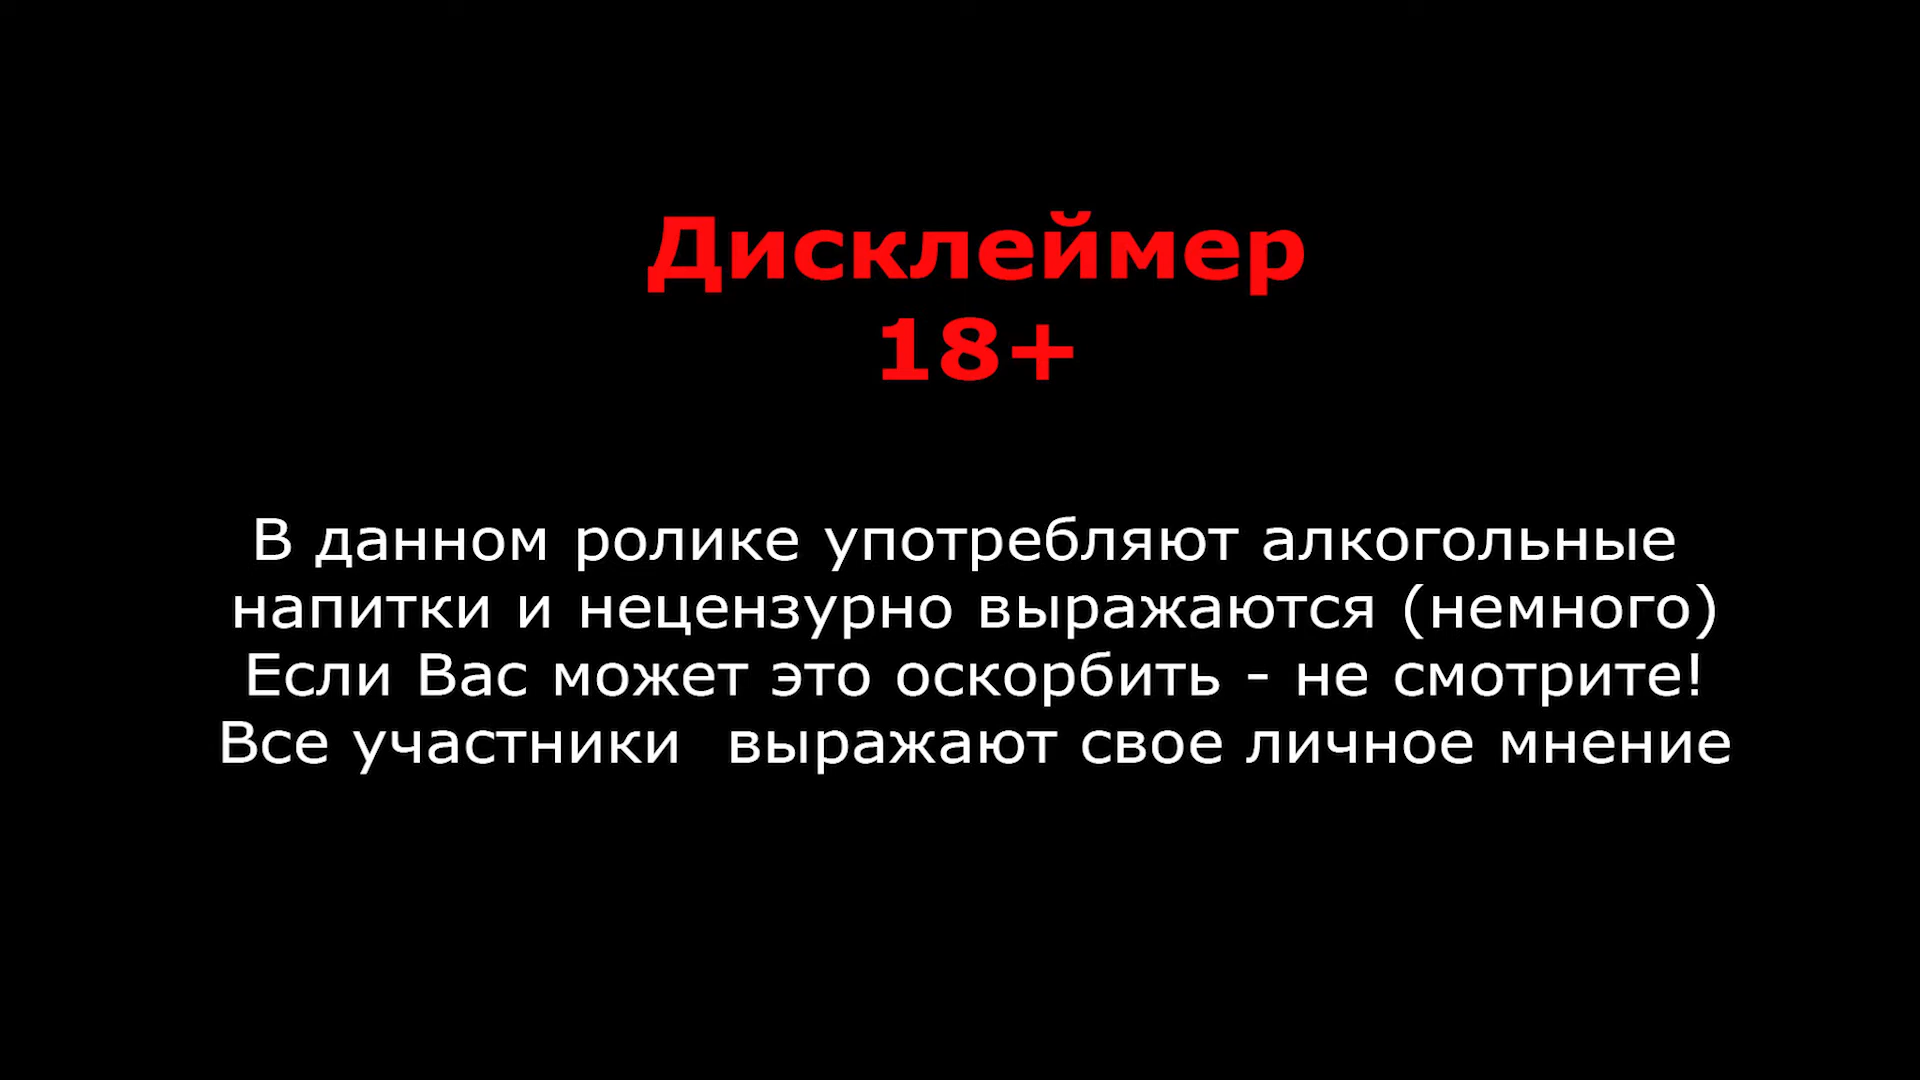 Дисклеймер
18+
В данном ролике употребляют алкогольные
напитки и нецензурно выражаются (немного)
Если Вас может это оскорбить - не смотрите!
Все участники  выражают свое личное мнение